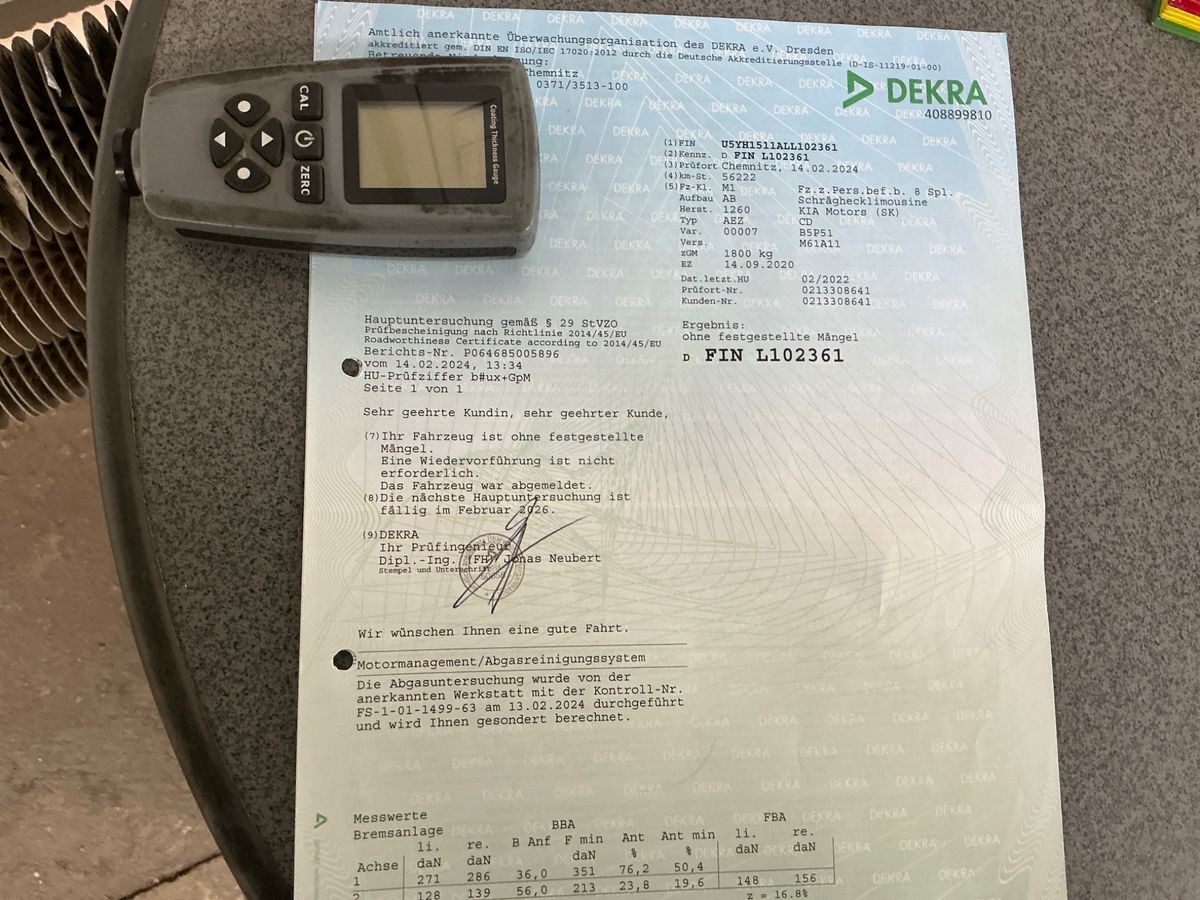 Amtlich anerkannte Überwachungsorganisation des DEKRA e.V. Dresden
akkreditiert gem. DIN EN ISO/IEC 17020:2012 durch die Deutsche Akkreditierungsstelle (D-IS-11219-01-00)
Chemnitz
0371/3513-100
DEKRA
408899810
CAL
ZERO
Coating Thickness Gauge
(1) FIN U5YH1511ALL102361
(2) Kennz. D FIN L102361
(3) Prüfort Chemnitz, 14.02.2024
(4) km-St. 56222
(5) Fz-Kl. M1 Fz.z.Pers.bef.b. 8 Spl.
Aufbau AB Schräghecklimousine
Herst. 1260 KIA Motors (SK)
Typ AEZ CD
Var. 00007 B5P51
Vers. M61A11
zGM 1800 kg
EZ 14.09.2020
Dat.letzt.HU 02/2022
Prüfort-Nr. 0213308641
Kunden-Nr. 0213308641
Hauptuntersuchung gemäß § 29 StVZO
Prüfbescheinigung nach Richtlinie 2014/45/EU
Roadworthiness Certificate according to 2014/45/EU
Berichts-Nr. P064685005896
vom 14.02.2024, 13:34
HU-Prüfziffer b#ux+GpM
Seite 1 von 1
Ergebnis:
ohne festgestellte Mängel
D FIN L102361
Sehr geehrte Kundin, sehr geehrter Kunde,
(7) Ihr Fahrzeug ist ohne festgestellte
Mängel.
Eine Wiedervorführung ist nicht
erforderlich.
Das Fahrzeug war abgemeldet.
(8) Die nächste Hauptuntersuchung ist
fällig im Februar 2026.
(9) DEKRA
Ihr Prüfingenieur
Dipl.-Ing. (FH) Jonas Neubert
Stempel und Unterschrift
Wir wünschen Ihnen eine gute Fahrt.
Motormanagement/Abgasreinigungssystem
Die Abgasuntersuchung wurde von der
anerkannten Werkstatt mit der Kontroll-Nr.
FS-1-01-1499-63 am 13.02.2024 durchgeführt
und wird Ihnen gesondert berechnet.
Messwerte
Bremsanlage BBA FBA
li. re. B Anf F min Ant Ant min li. re.
Achse daN daN daN % % daN daN
1 271 286 36,0 351 76,2 50,4
2 128 139 56,0 213 23,8 19,6 148 156
z = 16.8%